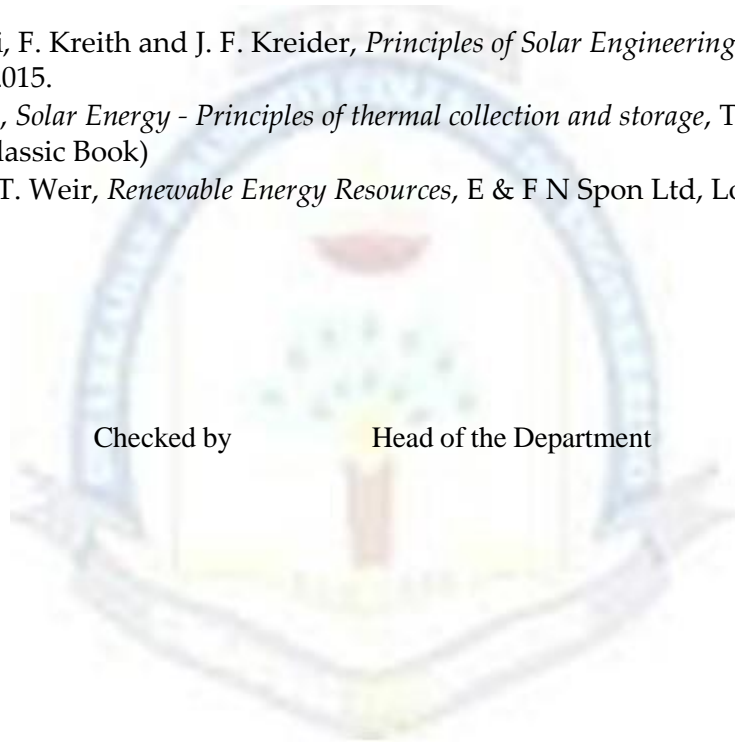 i, F. Kreith and J. F. Kreider, Principles of Solar Engineering
2015.
, Solar Energy - Principles of thermal collection and storage, T
lassic Book)
T. Weir, Renewable Energy Resources, E & F N Spon Ltd, Lo
Checked by Head of the Department